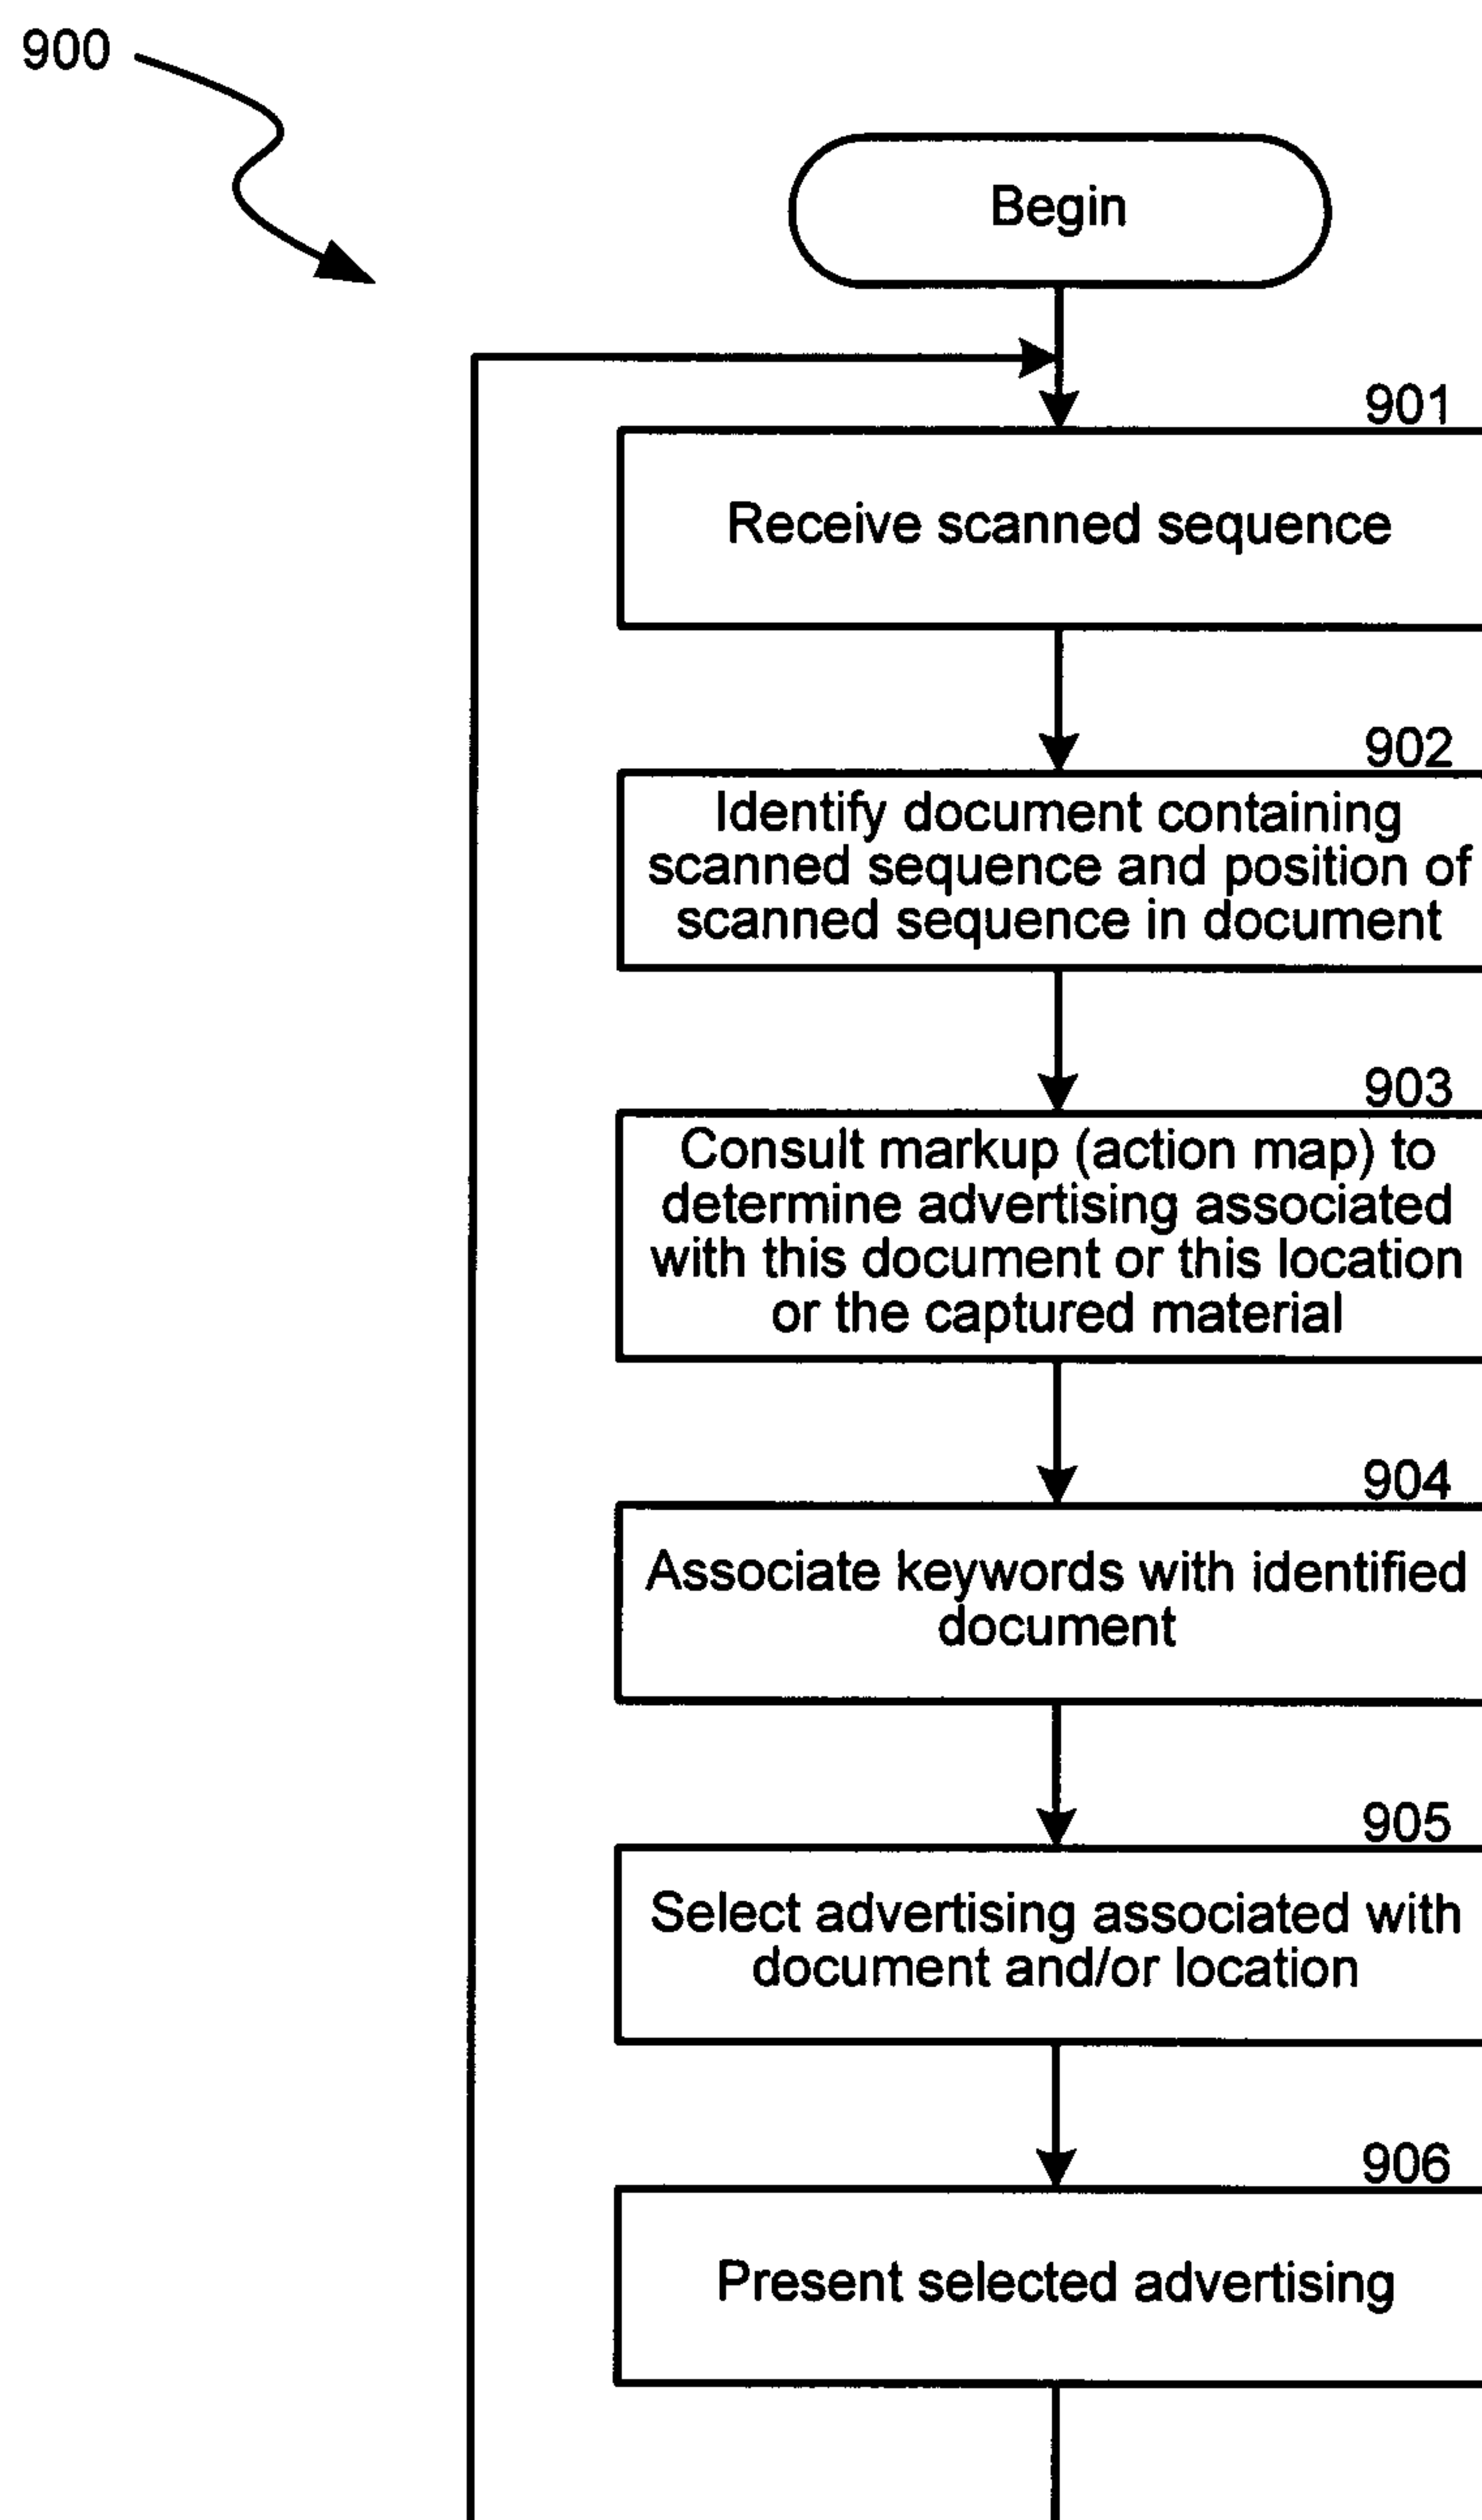 900
Begin
901
Receive scanned sequence
902
Identify document containing
scanned sequence and position of
scanned sequence in document
903
Consult markup (action map) to
determine advertising associated
with this document or this location
or the captured material
904
Associate keywords with identified
document
905
Select advertising associated with
document and/or location
906
Present selected advertising